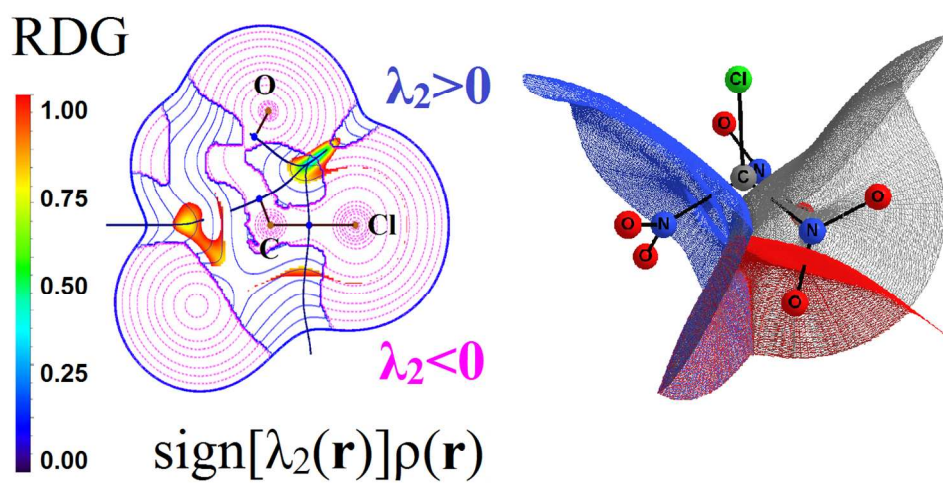 RDG
1.00
0.75
0.50
0.25
0.00
O
C
Cl
λ₂>0
λ₂<0
sign[λ₂(r)]ρ(r)
Cl
O
N
C
O
O
N
O
N
O